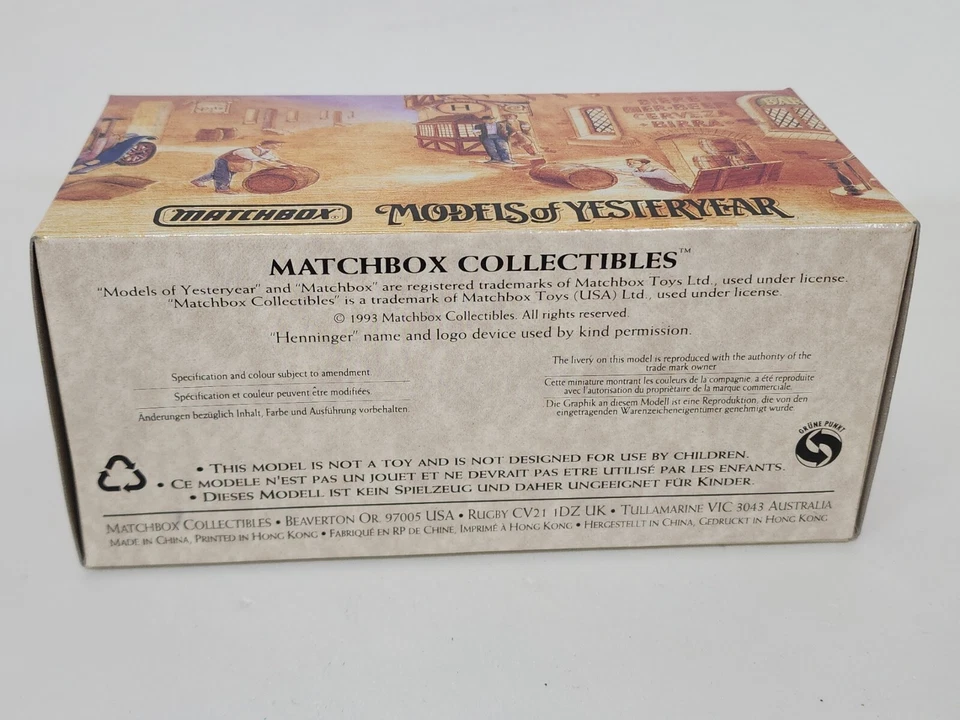 BIER
CERVEZA
BIRRA
BAR
H
MATCHBOX MODELS of YESTERYEAR
MATCHBOX COLLECTIBLES™
"Models of Yesteryear" and "Matchbox" are registered trademarks of Matchbox Toys Ltd., used under license.
"Matchbox Collectibles" is a trademark of Matchbox Toys (USA) Ltd., used under license.
© 1993 Matchbox Collectibles. All rights reserved.
"Henninger" name and logo device used by kind permission.
Specification and colour subject to amendment
Spécification et couleur peuvent être modifiées
Änderungen bezüglich Inhalt, Farbe und Ausführung vorbehalten.
The livery on this model is reproduced with the authority of the
trade mark owner
Cette miniature montrant les couleurs de la compagnie, a été reproduite
avec l'autorisation du propriétaire de la marque commerciale.
Die Graphik an diesem Modell ist eine Reproduktion, die von den
eingetragenen Warenzeicheneigentümer genehmigt wurde
GRÜNE PUNKT
• THIS MODEL IS NOT A TOY AND IS NOT DESIGNED FOR USE BY CHILDREN.
• CE MODELE N'EST PAS UN JOUET ET NE DEVRAIT PAS ETRE UTILISÉ PAR LES ENFANTS.
• DIESES MODELL IST KEIN SPIELZEUG UND DAHER UNGEEIGNET FÜR KINDER.
MATCHBOX COLLECTIBLES • BEAVERTON OR. 97005 USA • RUGBY CV21 1DZ UK • TULLAMARINE VIC 3043 AUSTRALIA
MADE IN CHINA, PRINTED IN HONG KONG • FABRIQUÉ EN RP DE CHINE, IMPRIMÉ À HONG KONG • HERGESTELLT IN CHINA, GEDRUCKT IN HONG KONG